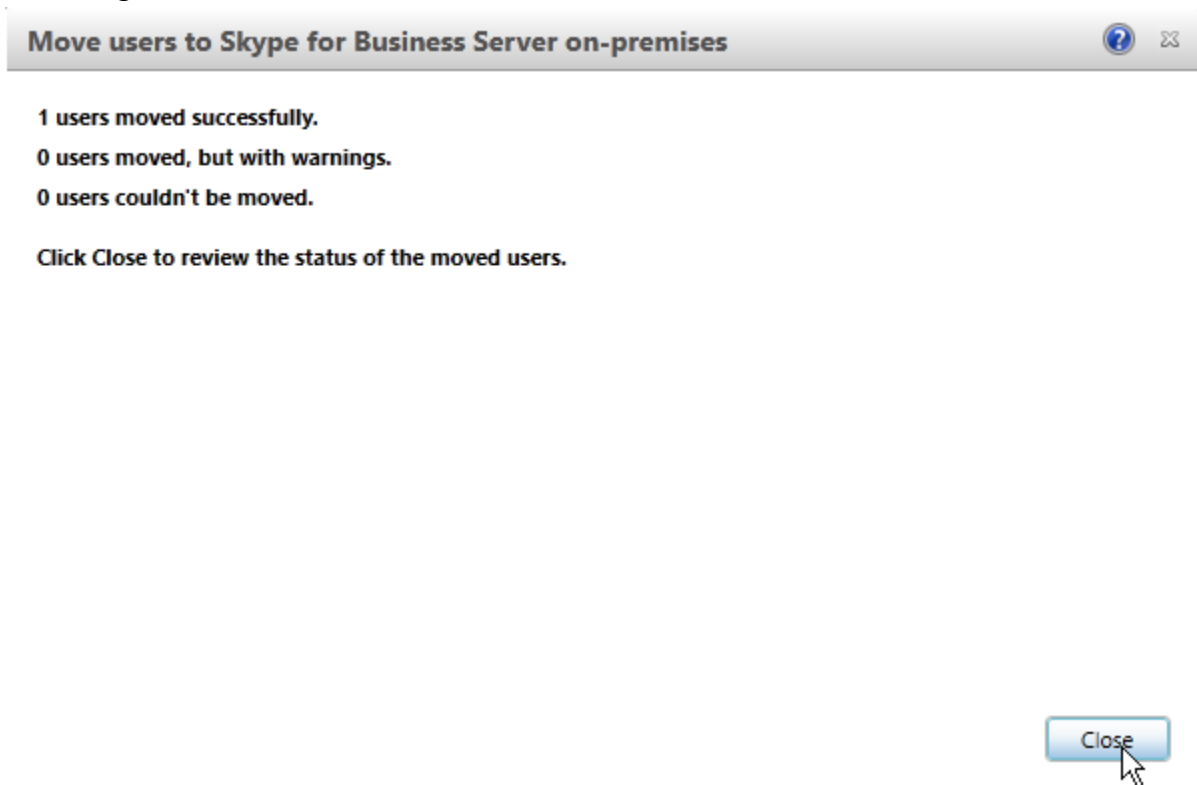 Move users to Skype for Business Server on-premises
1 users moved successfully.
0 users moved, but with warnings.
0 users couldn't be moved.
Click Close to review the status of the moved users.
Close